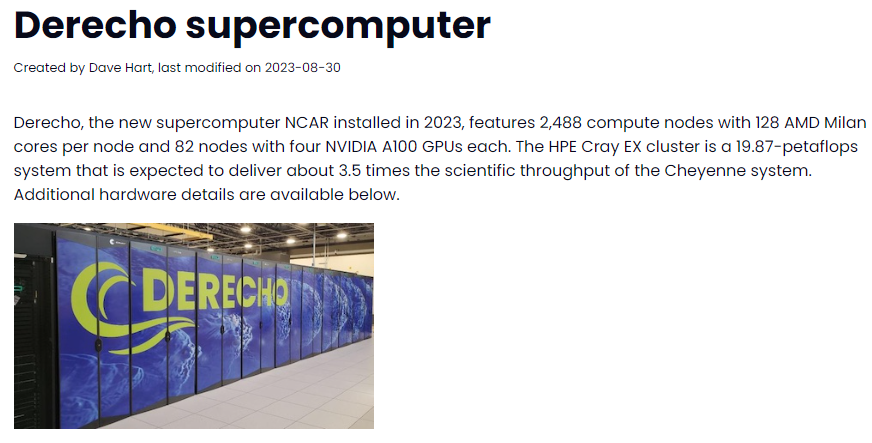 Derecho supercomputer
Created by Dave Hart, last modified on 2023-08-30
Derecho, the new supercomputer NCAR installed in 2023, features 2,488 compute nodes with 128 AMD Milan
cores per node and 82 nodes with four NVIDIA A100 GPUs each. The HPE Cray EX cluster is a 19.87-petaflops
system that is expected to deliver about 3.5 times the scientific throughput of the Cheyenne system.
Additional hardware details are available below.
DERECHO